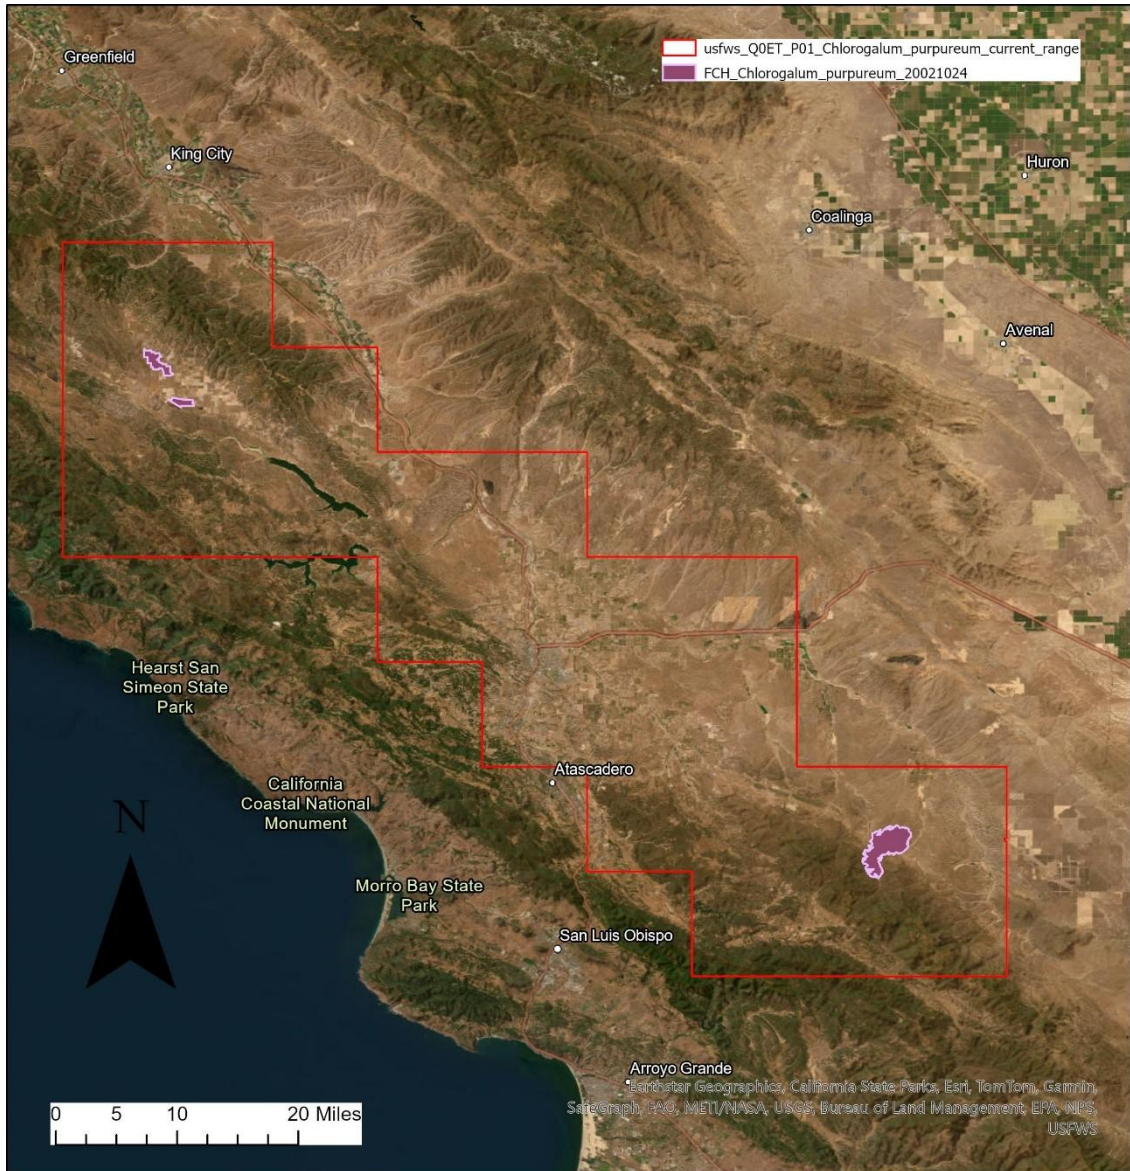 Greenfield
usfws_Q0ET_P01_Chlorogalum_purpureum_current_range
FCH_Chlorogalum_purpureum_20021024
King City
Huron
Coalinga
Avenal
Hearst San
Simeon State
Park
California
Coastal National
Monument
Atascadero
N
Morro Bay State
Park
San Luis Obispo
Arroyo Grande
Earthstar Geographics, California State Parks, Esri, TomTom, Garmin,
SafeGraph, FAO, METI/NASA, USGS, Bureau of Land Management, EPA, NPS,
USFWS
0 5 10 20 Miles